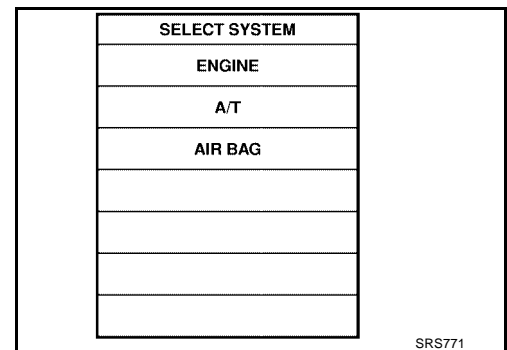 SELECT SYSTEM
ENGINE
A/T
AIR BAG
SRS771